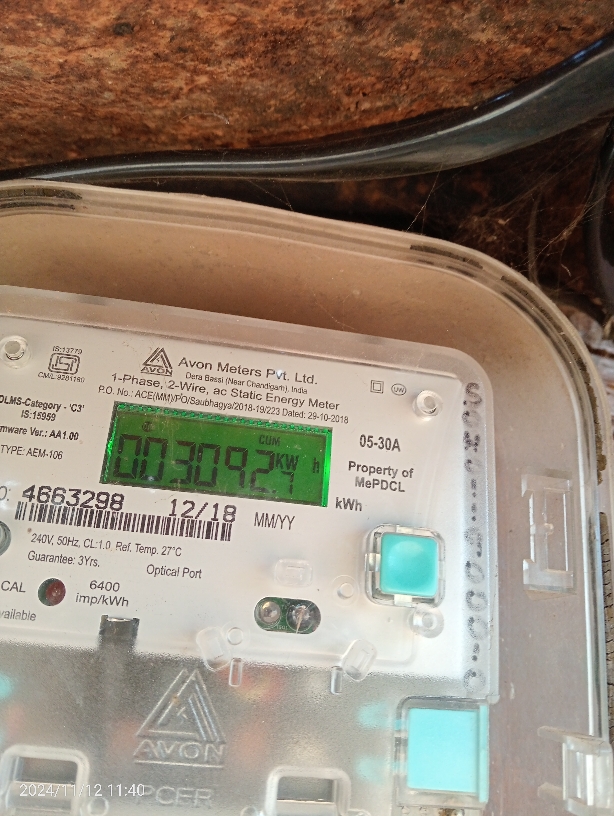 IS:13779
CM/L 9281190
AVON
Avon Meters Pvt. Ltd.
Dera Bassi (Near Chandigarh), India
1-Phase, 2-Wire, ac Static Energy Meter
P.O. No.: ACE(MM)/PO/Saubhagya/2018-19/223 Dated: 29-10-2018
UW
DLMS-Category - 'C3'
IS:15959
mware Ver.: AA1.00
TYPE: AEM-106
CUM
003092
KW h
05-30A
Property of
MePDCL
kWh
O: 4663298 12/18 MM/YY
240V, 50Hz, CL:1.0, Ref. Temp. 27°C
Guarantee: 3Yrs.
Optical Port
CAL
6400
imp/kWh
vailable
AVON
PCER
2024/11/12 11:40